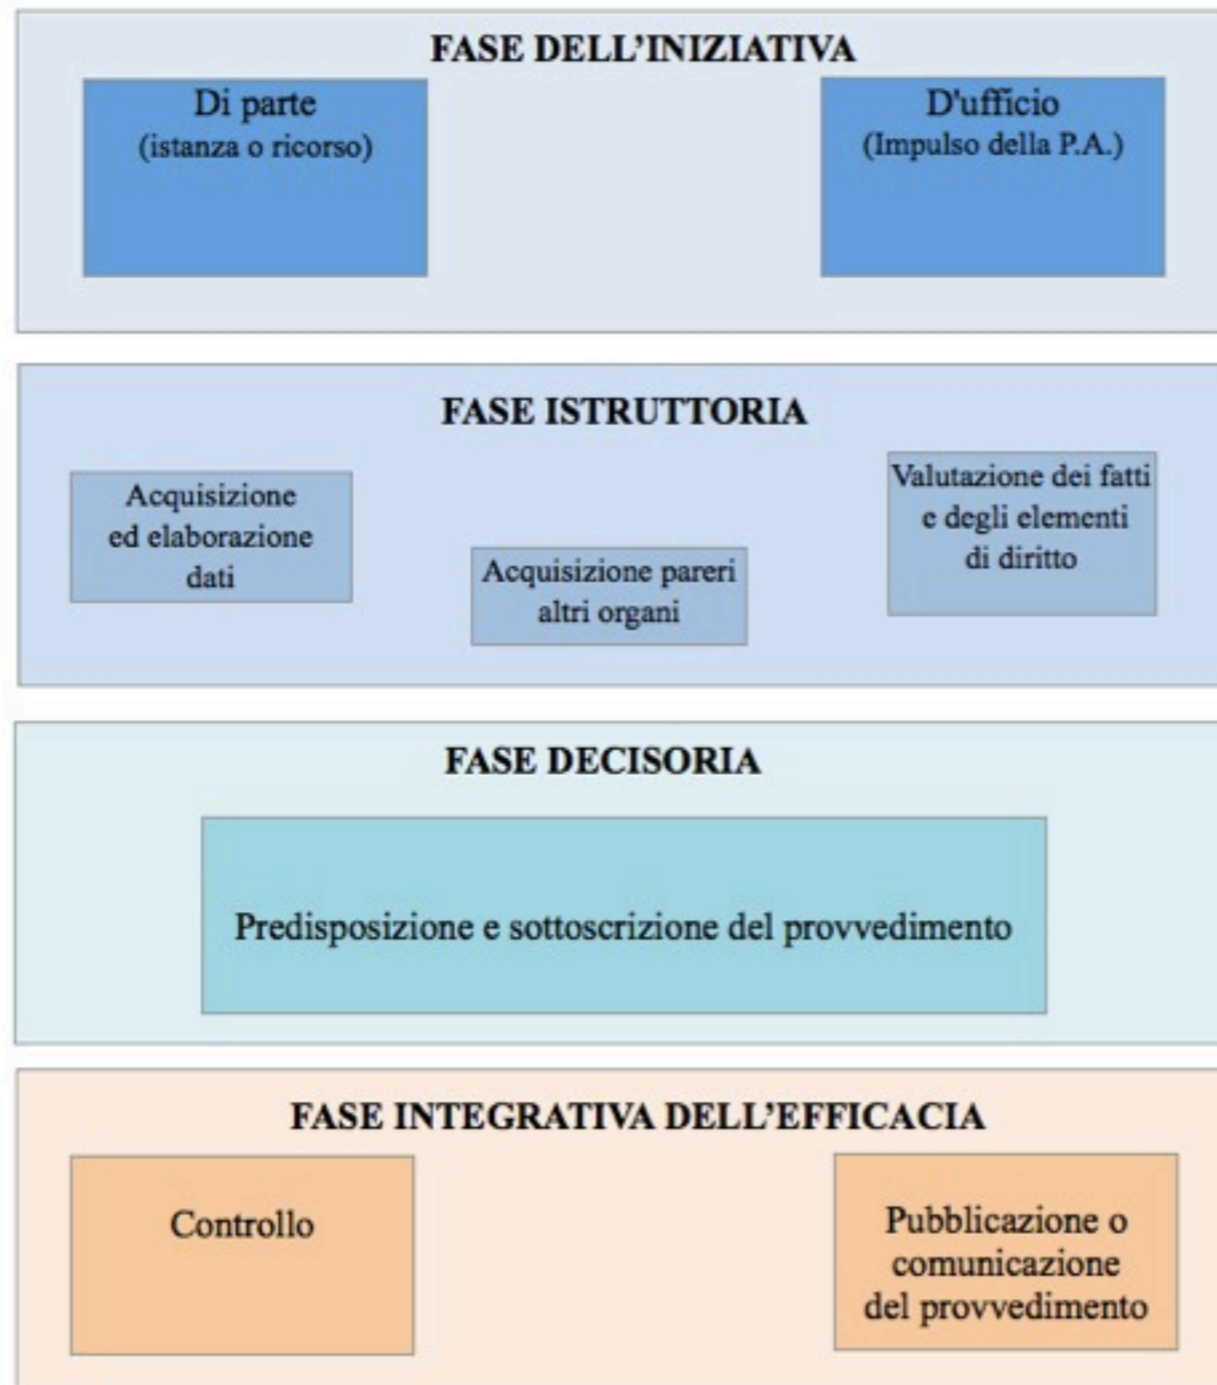 FASE DELL’INIZIATIVA
Di parte
(istanza o ricorso)
D'ufficio
(Impulso della P.A.)
FASE ISTRUTTORIA
Acquisizione
ed elaborazione
dati
Acquisizione pareri
altri organi
Valutazione dei fatti
e degli elementi
di diritto
FASE DECISORIA
Predisposizione e sottoscrizione del provvedimento
FASE INTEGRATIVA DELL’EFFICACIA
Controllo
Pubblicazione o
comunicazione
del provvedimento